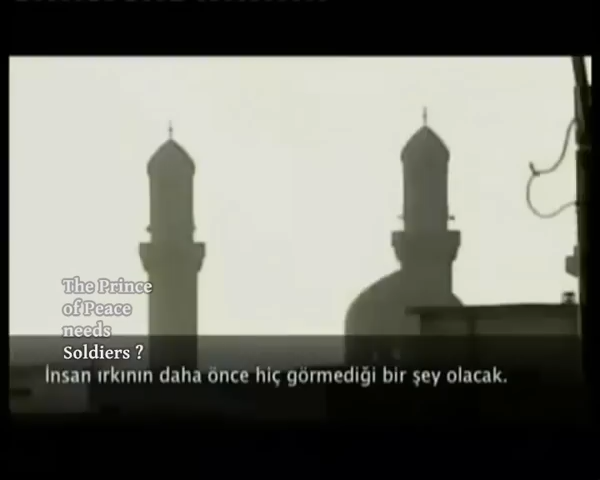 The Prince
of Peace
needs
Soldiers ?
İnsan ırkının daha önce hiç görmediği bir şey olacak.